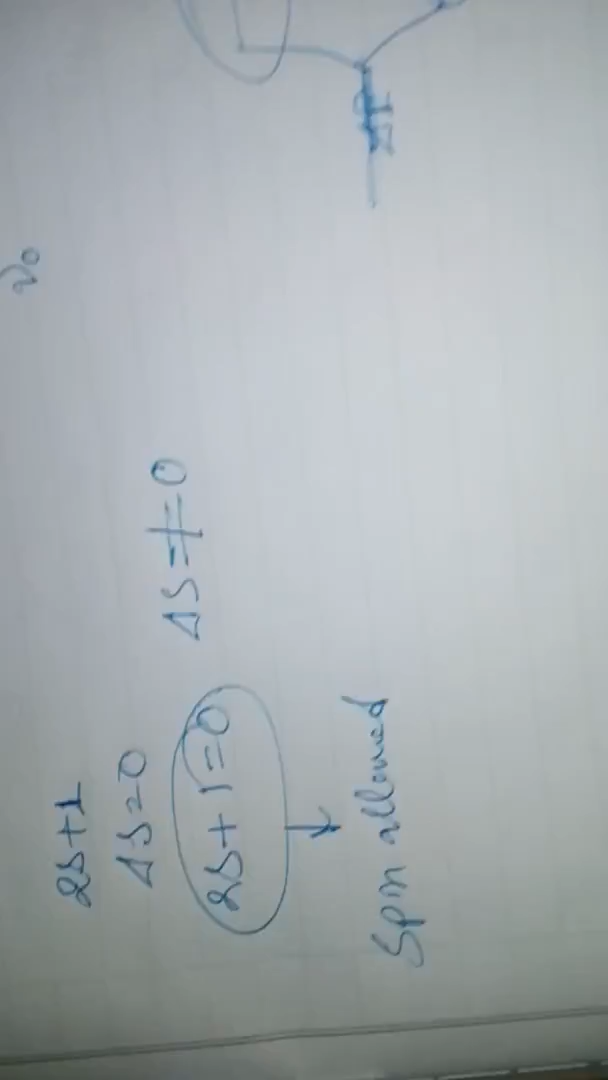 2s+1
ΔS=0 ΔS≠0
2s+1=0
↓
Spin allowed
ν₀